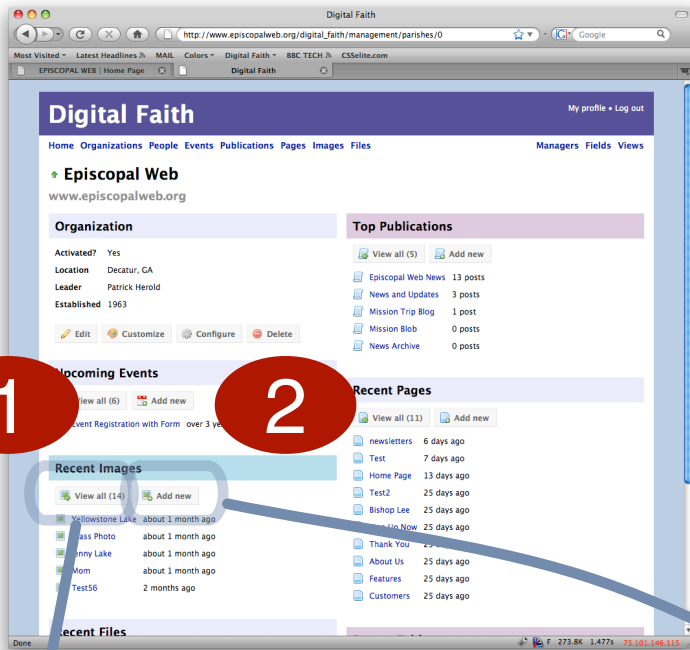 Digital Faith
http://www.episcopalweb.org/digital_faith/management/parishes/0
Google
Most Visited Latest Headlines MAIL Colors Digital Faith BBC TECH CSSelite.com
EPISCOPAL WEB | Home Page Digital Faith
Digital Faith
My profile • Log out
Home Organizations People Events Publications Pages Images Files
Managers Fields Views
Episcopal Web
www.episcopalweb.org
Organization
Activated? Yes
Location Decatur, GA
Leader Patrick Herold
Established 1963
Edit Customize Configure Delete
Upcoming Events
View all (6) Add new
Event Registration with Form over 3
1
2
Recent Images
View all (14) Add new
Yellowstone Lake about 1 month ago
Photo about 1 month ago
Lake about 1 month ago
Mom about 1 month ago
Test56 2 months ago
Recent Files
Top Publications
View all (5) Add new
Episcopal Web News 13 posts
News and Updates 3 posts
Mission Trip Blog 1 post
Mission Blob 0 posts
News Archive 0 posts
Recent Pages
View all (11) Add new
newsletters 6 days ago
Test 7 days ago
Home Page 13 days ago
Test2 25 days ago
Bishop Lee 25 days ago
Up Now 25 days ago
Thank You
About Us 25 days ago
Features 25 days ago
Customers 25 days ago
Done
F 273.8K 1.477s 75.101.146.115